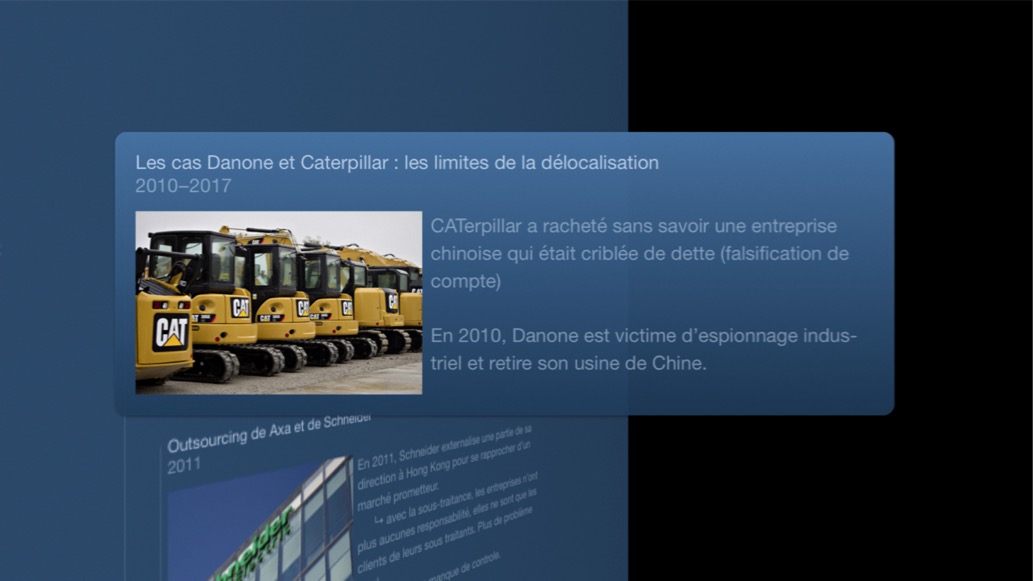 Les cas Danone et Caterpillar : les limites de la délocalisation
2010–2017
CATerpillar a racheté sans savoir une entreprise
chinoise qui était criblée de dette (falsification de
compte)
En 2010, Danone est victime d'espionnage indus-
triel et retire son usine de Chine.
CAT
CAT
CAT
CAT
CAT
CAT
Outsourcing de Axa et de Schneider
2011
En 2011, Schneider externalise une partie de sa
direction à Hong Kong pour se rapprocher d'un
marché prometteur.
↳ avec la sous-traitance, les entreprises n'ont
plus aucunes responsabilité, elles ne sont que les
clients de leurs sous traitants. Plus de problème
manque de controle.